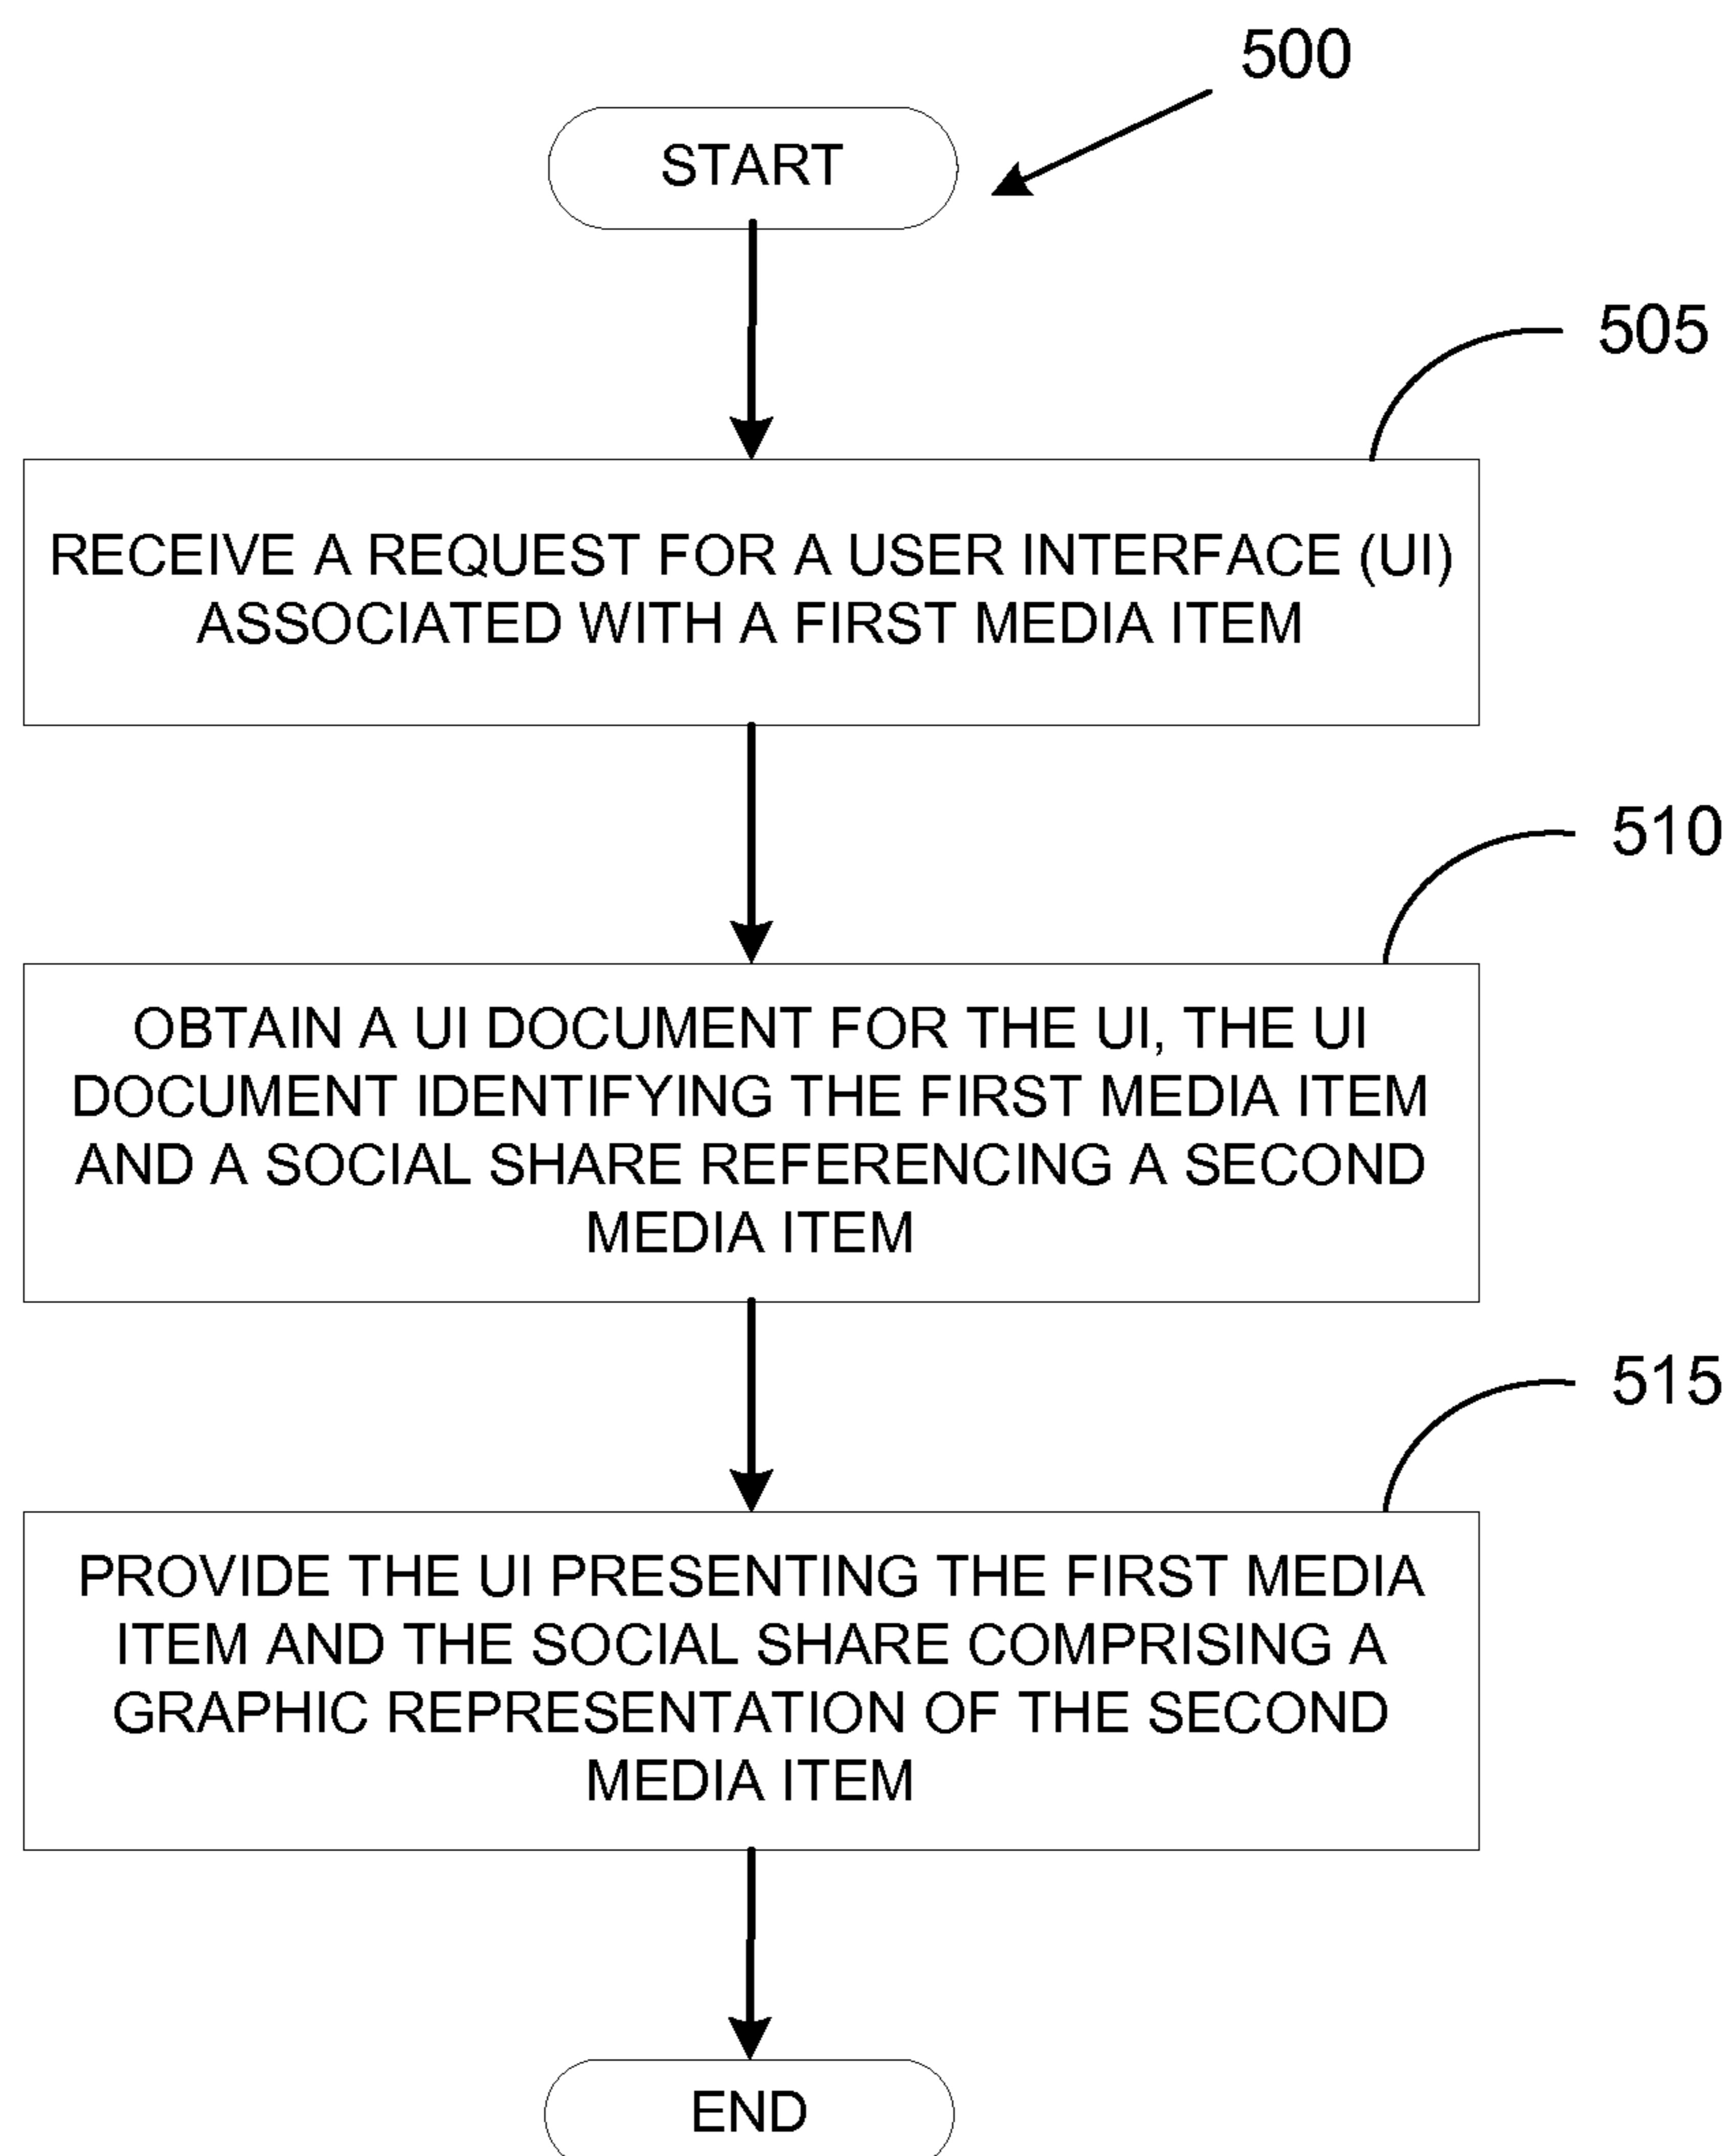 500
START
505
RECEIVE A REQUEST FOR A USER INTERFACE (UI)
ASSOCIATED WITH A FIRST MEDIA ITEM
510
OBTAIN A UI DOCUMENT FOR THE UI, THE UI
DOCUMENT IDENTIFYING THE FIRST MEDIA ITEM
AND A SOCIAL SHARE REFERENCING A SECOND
MEDIA ITEM
515
PROVIDE THE UI PRESENTING THE FIRST MEDIA
ITEM AND THE SOCIAL SHARE COMPRISING A
GRAPHIC REPRESENTATION OF THE SECOND
MEDIA ITEM
END